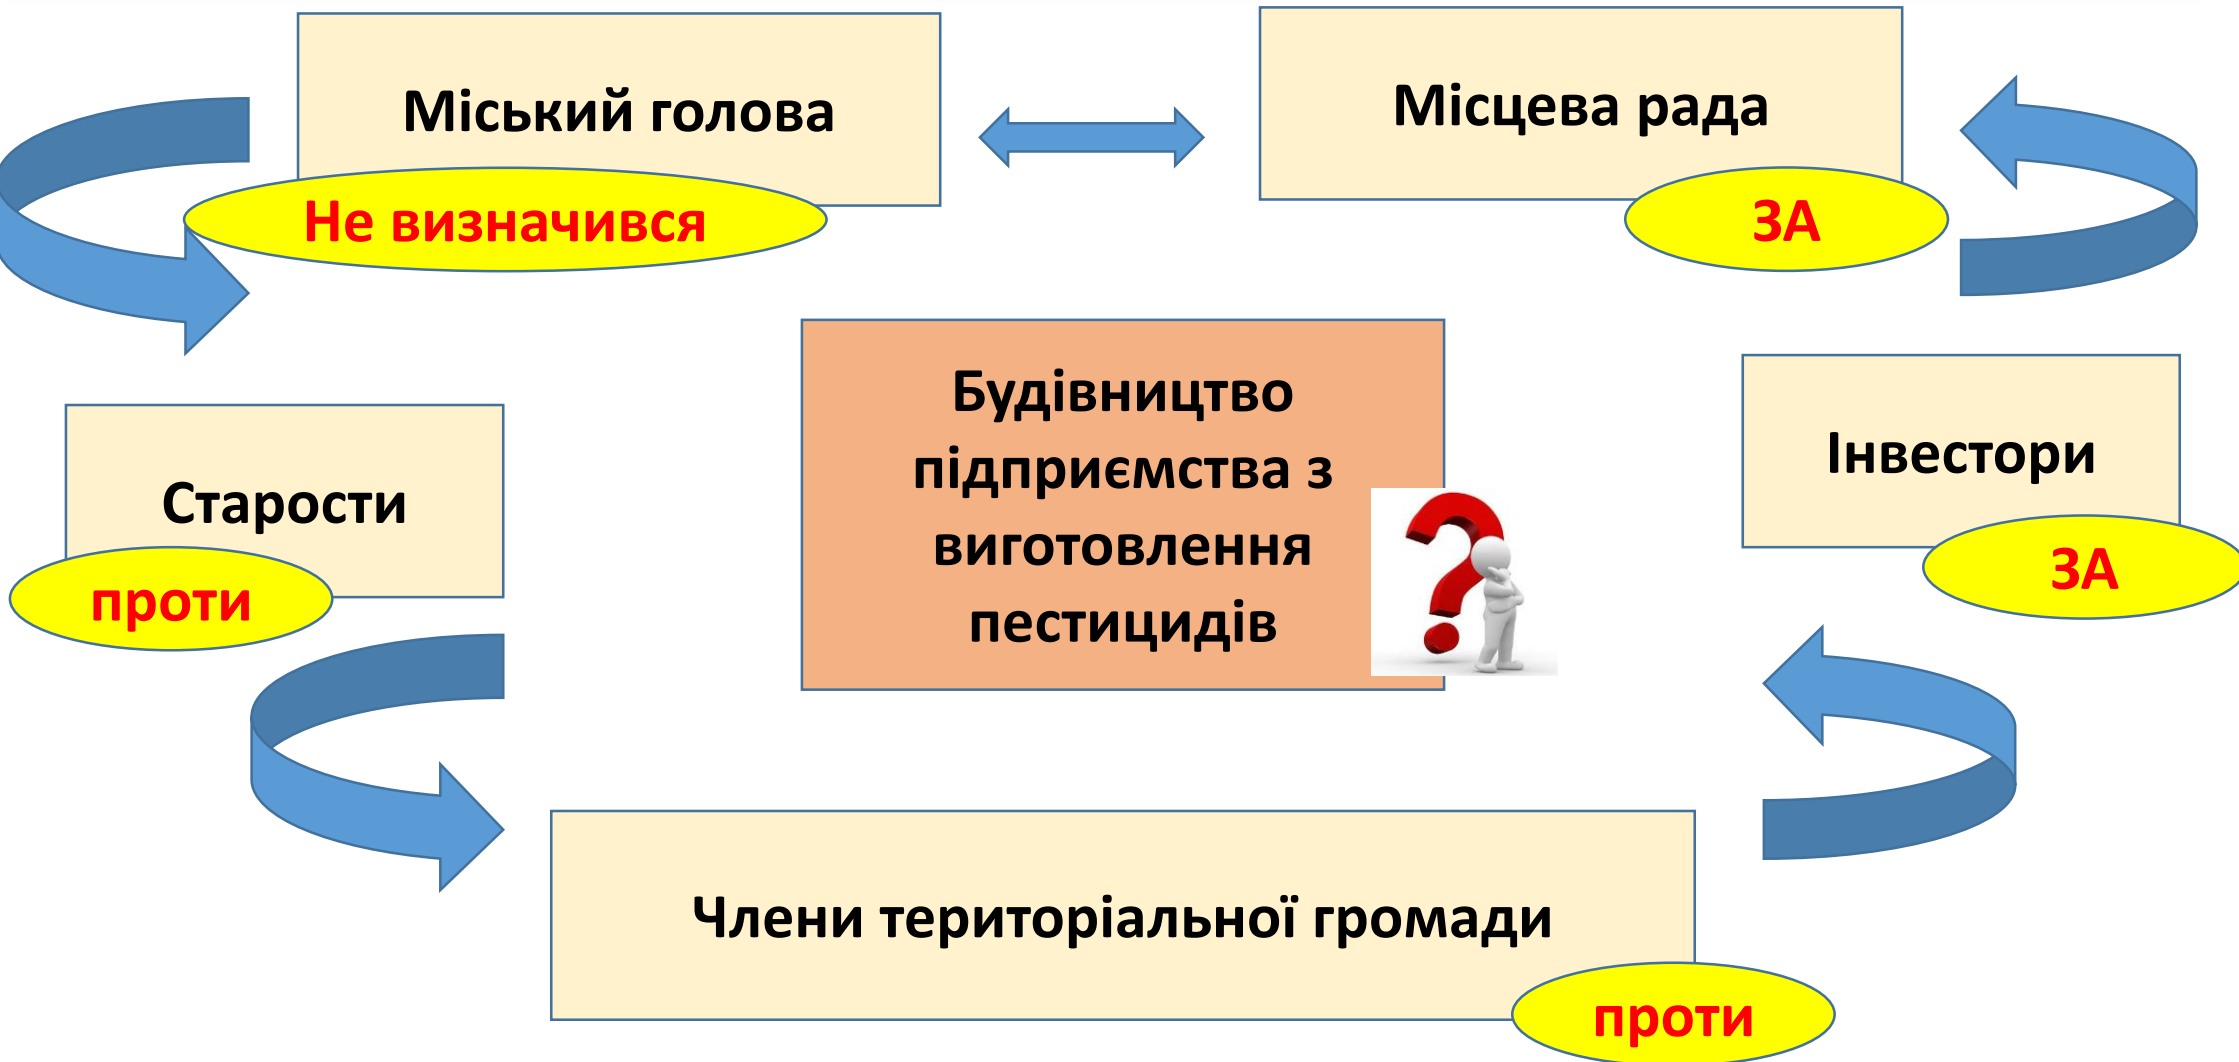 Міський голова
Не визначився
Місцева рада
ЗА
Будівництво
підприємства з
виготовлення
пестицидів
Старости
проти
Інвестори
ЗА
Члени територіальної громади
проти